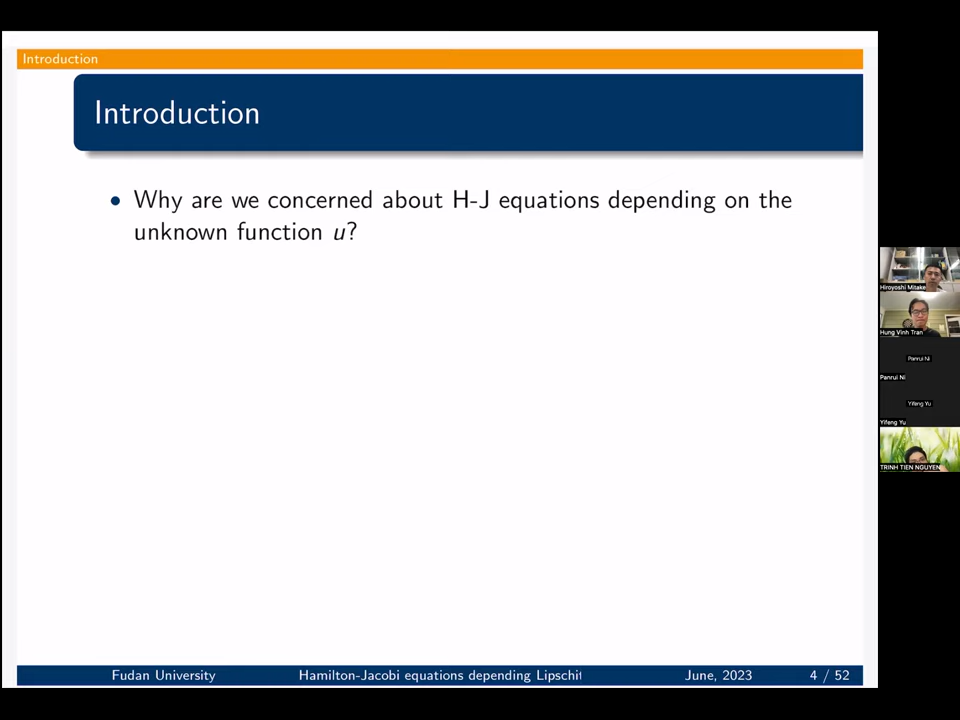 Introduction
Introduction
• Why are we concerned about H-J equations depending on the
unknown function u?
Hiroyoshi Mitake
Hung Vinh Tran
Panrui Ni
Panrui Ni
Yifeng Yu
Yifeng Yu
TRINH TIEN NGUYEN
Fudan University Hamilton-Jacobi equations depending Lipschit June, 2023 4 / 52